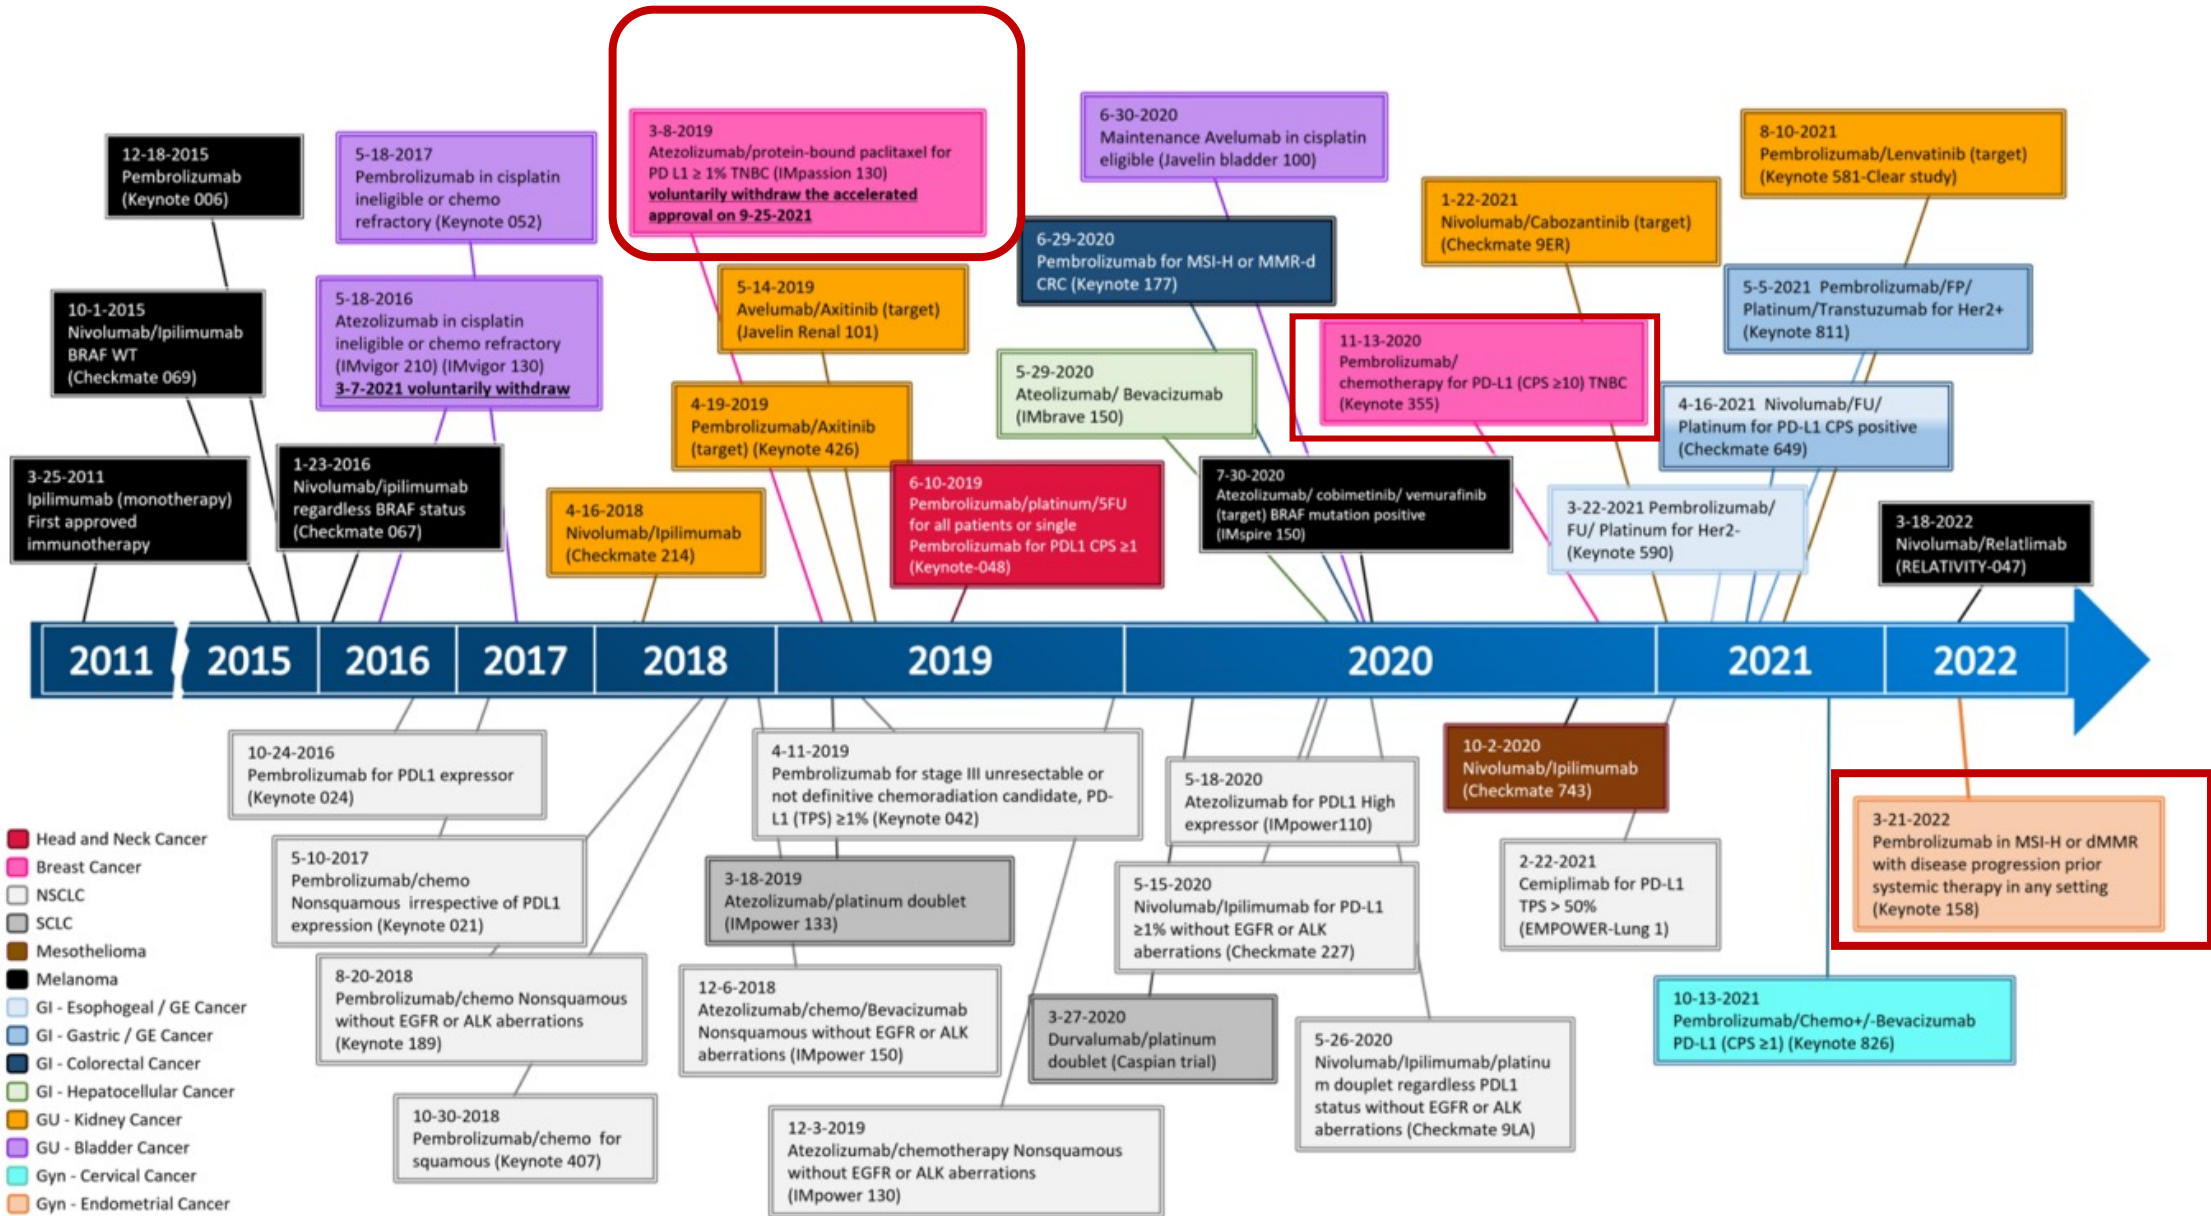 12-18-2015
Pembrolizumab
(Keynote 006)
10-1-2015
Nivolumab/Ipilimumab
BRAF WT
(Checkmate 069)
3-25-2011
Ipilimumab (monotherapy)
First approved
immunotherapy
5-18-2017
Pembrolizumab in cisplatin
ineligible or chemo
refractory (Keynote 052)
5-18-2016
Atezolizumab in cisplatin
ineligible or chemo refractory
(IMvigor 210) (IMvigor 130)
3-7-2021 voluntarily withdraw
1-23-2016
Nivolumab/ipilimumab
regardless BRAF status
(Checkmate 067)
3-8-2019
Atezolizumab/protein-bound paclitaxel for
PD L1 ≥ 1% TNBC (IMpassion 130)
voluntarily withdraw the accelerated
approval on 9-25-2021
5-14-2019
Avelumab/Axitinib (target)
(Javelin Renal 101)
4-19-2019
Pembrolizumab/Axitinib
(target) (Keynote 426)
4-16-2018
Nivolumab/Ipilimumab
(Checkmate 214)
6-10-2019
Pembrolizumab/platinum/5FU
for all patients or single
Pembrolizumab for PDL1 CPS ≥1
(Keynote-048)
6-30-2020
Maintenance Avelumab in cisplatin
eligible (Javelin bladder 100)
6-29-2020
Pembrolizumab for MSI-H or MMR-d
CRC (Keynote 177)
5-29-2020
Ateolizumab/ Bevacizumab
(IMbrave 150)
7-30-2020
Atezolizumab/ cobimetinib/ vemurafinib
(target) BRAF mutation positive
(IMspire 150)
11-13-2020
Pembrolizumab/
chemotherapy for PD-L1 (CPS ≥10) TNBC
(Keynote 355)
1-22-2021
Nivolumab/Cabozantinib (target)
(Checkmate 9ER)
8-10-2021
Pembrolizumab/Lenvatinib (target)
(Keynote 581-Clear study)
5-5-2021 Pembrolizumab/FP/
Platinum/Transtuzumab for Her2+
(Keynote 811)
4-16-2021 Nivolumab/FU/
Platinum for PD-L1 CPS positive
(Checkmate 649)
3-22-2021 Pembrolizumab/
FU/ Platinum for Her2-
(Keynote 590)
3-18-2022
Nivolumab/Relatlimab
(RELATIVITY-047)
2011 2015 2016 2017 2018 2019 2020 2021 2022
10-24-2016
Pembrolizumab for PDL1 expressor
(Keynote 024)
5-10-2017
Pembrolizumab/chemo
Nonsquamous irrespective of PDL1
expression (Keynote 021)
8-20-2018
Pembrolizumab/chemo Nonsquamous
without EGFR or ALK aberrations
(Keynote 189)
10-30-2018
Pembrolizumab/chemo for
squamous (Keynote 407)
4-11-2019
Pembrolizumab for stage III unresectable or
not definitive chemoradiation candidate, PD-
L1 (TPS) ≥1% (Keynote 042)
3-18-2019
Atezolizumab/platinum doublet
(IMpower 133)
12-6-2018
Atezolizumab/chemo/Bevacizumab
Nonsquamous without EGFR or ALK
aberrations (IMpower 150)
12-3-2019
Atezolizumab/chemotherapy Nonsquamous
without EGFR or ALK aberrations
(IMpower 130)
5-18-2020
Atezolizumab for PDL1 High
expressor (IMpower110)
5-15-2020
Nivolumab/Ipilimumab for PD-L1
≥1% without EGFR or ALK
aberrations (Checkmate 227)
3-27-2020
Durvalumab/platinum
doublet (Caspian trial)
5-26-2020
Nivolumab/Ipilimumab/platinu
m douplet regardless PDL1
status without EGFR or ALK
aberrations (Checkmate 9LA)
10-2-2020
Nivolumab/Ipilimumab
(Checkmate 743)
2-22-2021
Cemiplimab for PD-L1
TPS > 50%
(EMPOWER-Lung 1)
3-21-2022
Pembrolizumab in MSI-H or dMMR
with disease progression prior
systemic therapy in any setting
(Keynote 158)
10-13-2021
Pembrolizumab/Chemo+/-Bevacizumab
PD-L1 (CPS ≥1) (Keynote 826)
Head and Neck Cancer
Breast Cancer
NSCLC
SCLC
Mesothelioma
Melanoma
GI - Esophogeal / GE Cancer
GI - Gastric / GE Cancer
GI - Colorectal Cancer
GI - Hepatocellular Cancer
GU - Kidney Cancer
GU - Bladder Cancer
Gyn - Cervical Cancer
Gyn - Endometrial Cancer